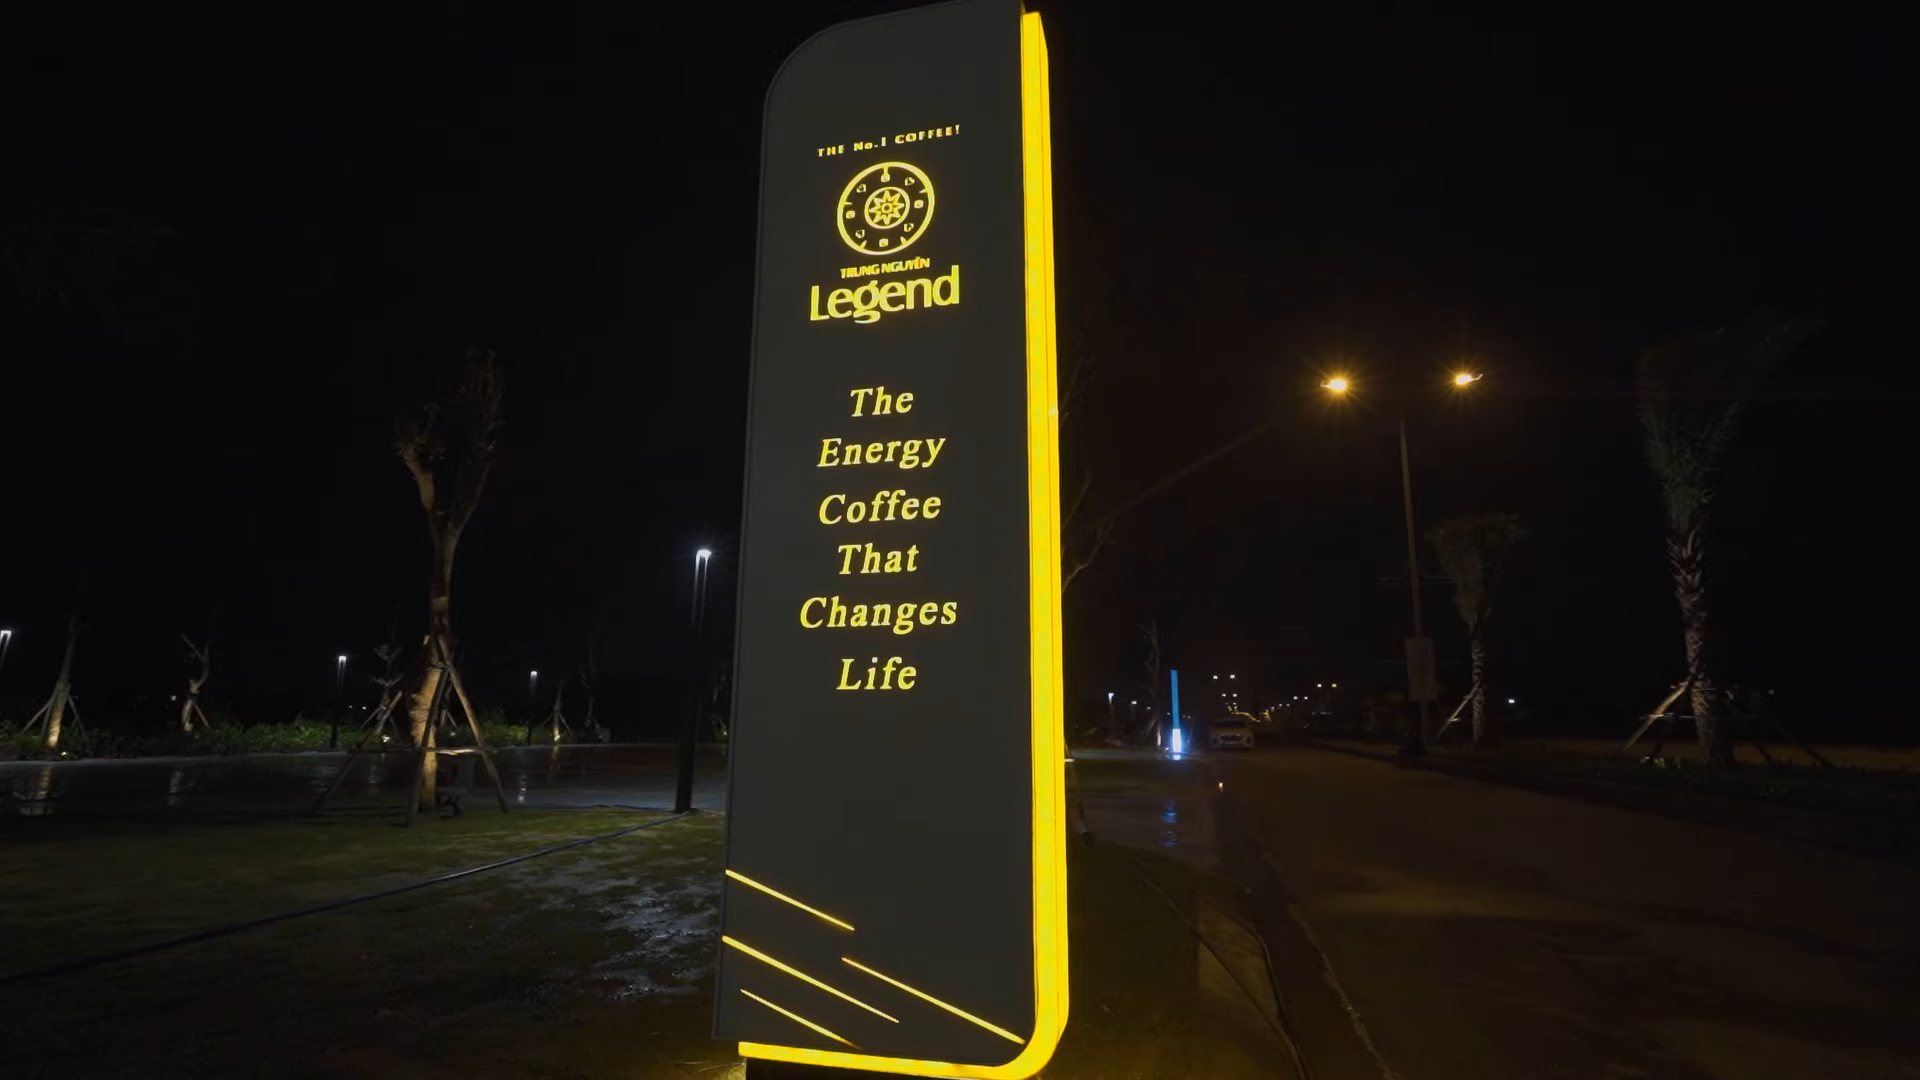 THE No.1 COFFEE!
TRUNG NGUYÊN
Legend
The
Energy
Coffee
That
Changes
Life